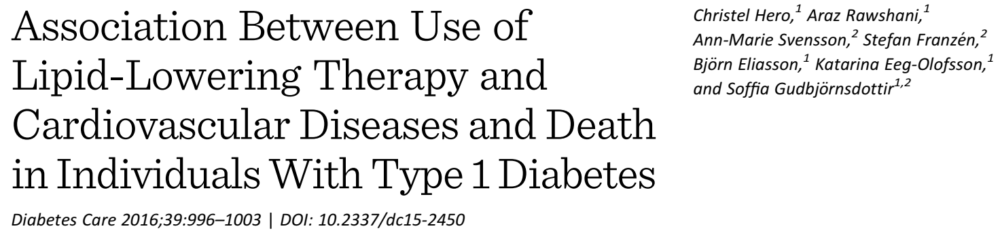 Association Between Use of
Lipid-Lowering Therapy and
Cardiovascular Diseases and Death
in Individuals With Type 1 Diabetes
Diabetes Care 2016;39:996–1003 | DOI: 10.2337/dc15-2450
Christel Hero,1 Araz Rawshani,1
Ann-Marie Svensson,2 Stefan Franzén,2
Björn Eliasson,1 Katarina Eeg-Olofsson,1
and Soffia Gudbjörnsdottir1,2